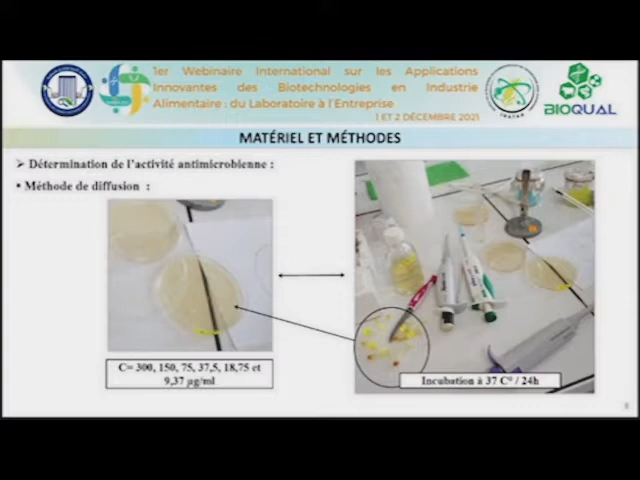 1er Webinaire International sur les Applications
Innovantes des Biotechnologies en Industrie
Alimentaire : du Laboratoire à l'Entreprise
1 ET 2 DÉCEMBRE 2021
BIOQUAL
MATÉRIEL ET MÉTHODES
➢ Détermination de l'activité antimicrobienne :
▪ Méthode de diffusion :
C= 300, 150, 75, 37,5, 18,75 et
9,37 µg/ml
Incubation à 37 C° / 24h